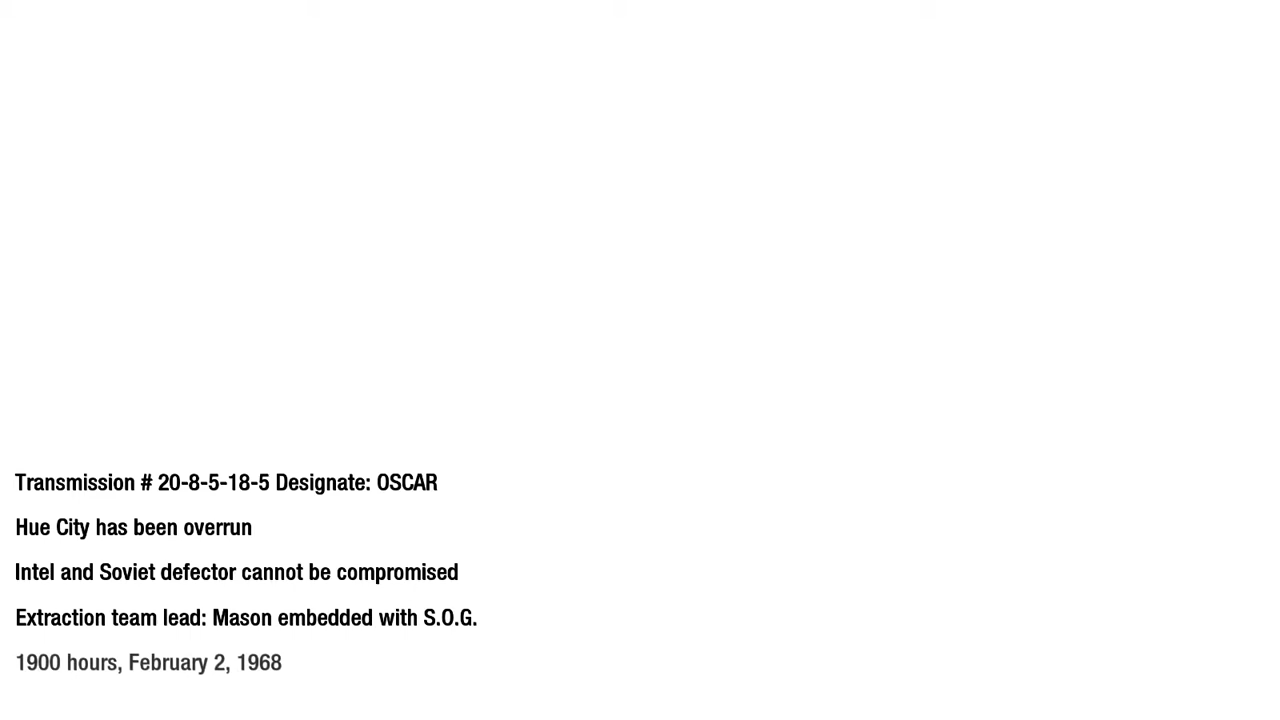 Transmission # 20-8-5-18-5 Designate: OSCAR
Hue City has been overrun
Intel and Soviet defector cannot be compromised
Extraction team lead: Mason embedded with S.O.G.
1900 hours, February 2, 1968